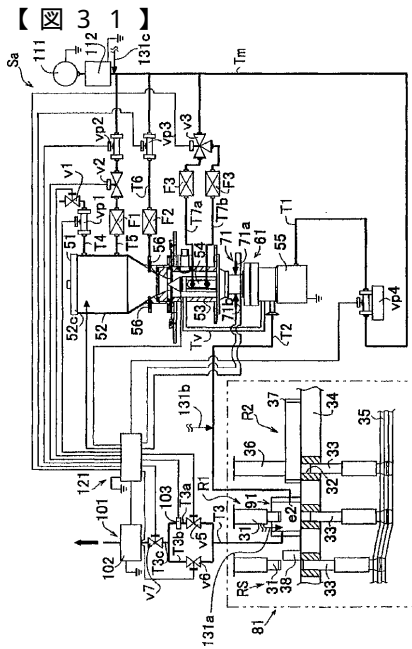 【図31】
Sa
111
112
131c
Tm
vp2
v2
v1
vp1
vp3
v3
T6
T4
T5
F1
F2
F3
F3
T7a
T7b
51
52c
52
56
56
54
53
71
71a
71b
61
55
T1
T2
Tv
vp4
121
131b
101
102
103
v7
T3c
T3b
T3a
v5
v6
T3
R1
R2
91
e2
36
37
34
35
31
31
32
33
33
33
38
RS
131a
81